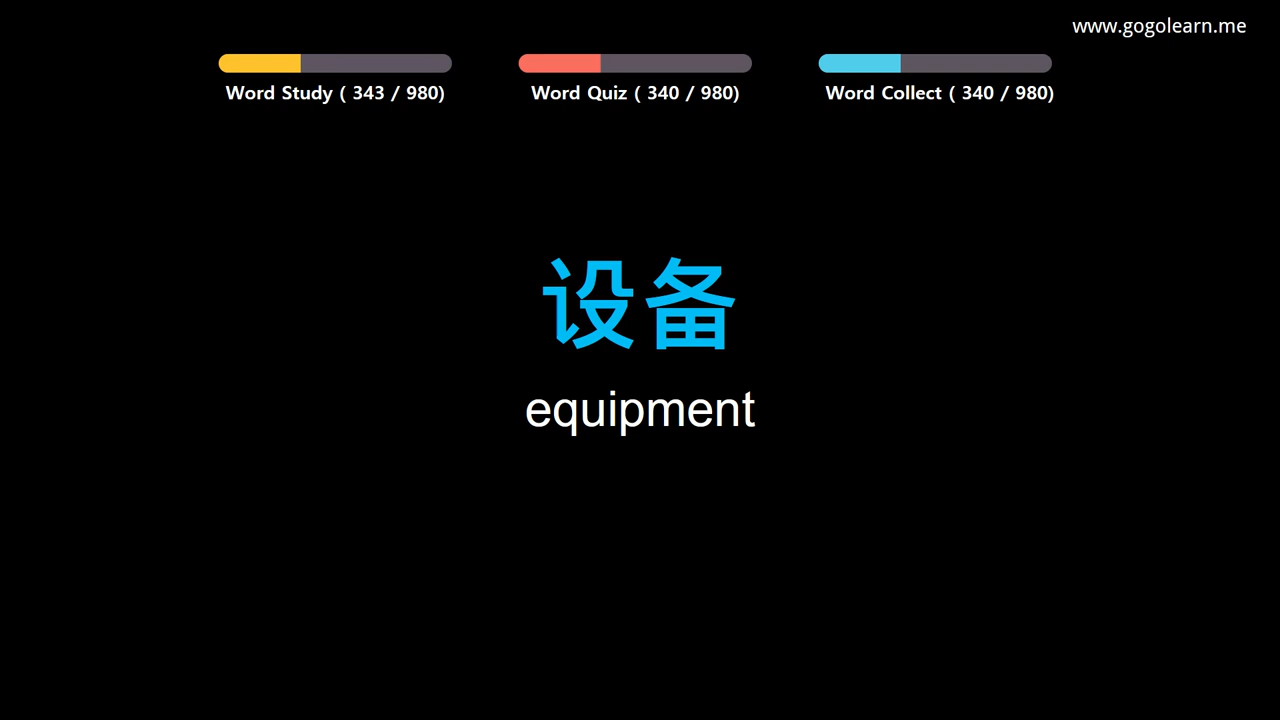 www.gogolearn.me
Word Study ( 343 / 980)
Word Quiz ( 340 / 980)
Word Collect ( 340 / 980)
设备
equipment